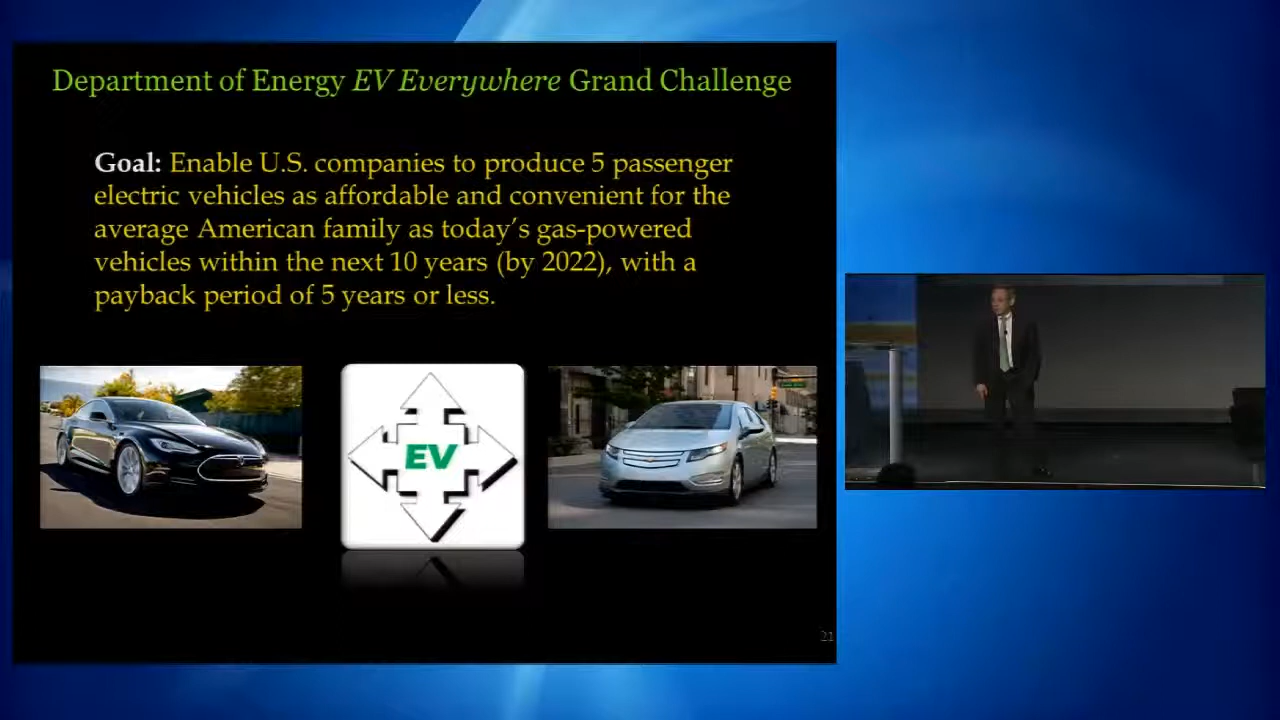 Department of Energy EV Everywhere Grand Challenge
Goal: Enable U.S. companies to produce 5 passenger
electric vehicles as affordable and convenient for the
average American family as today's gas-powered
vehicles within the next 10 years (by 2022), with a
payback period of 5 years or less.
EV
21